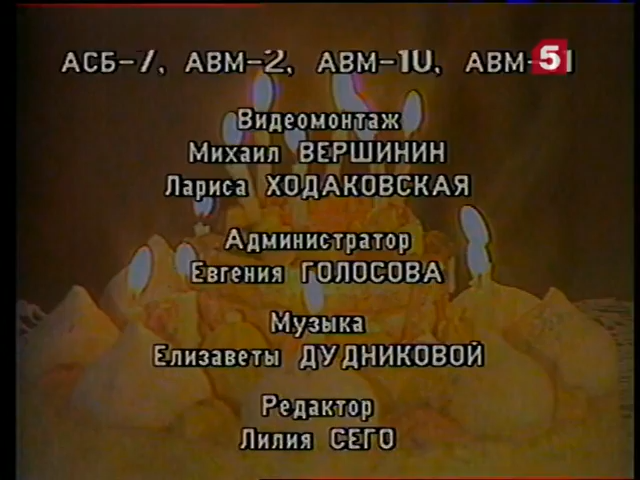 АСБ-7, АВМ-2, АВМ-10, АВМ-
5
Видеомонтаж
Михаил ВЕРШИНИН
Лариса ХОДАКОВСКАЯ
Администратор
Евгения ГОЛОСОВА
Музыка
Елизаветы ДУДНИКОВОЙ
Редактор
Лилия СЕГО